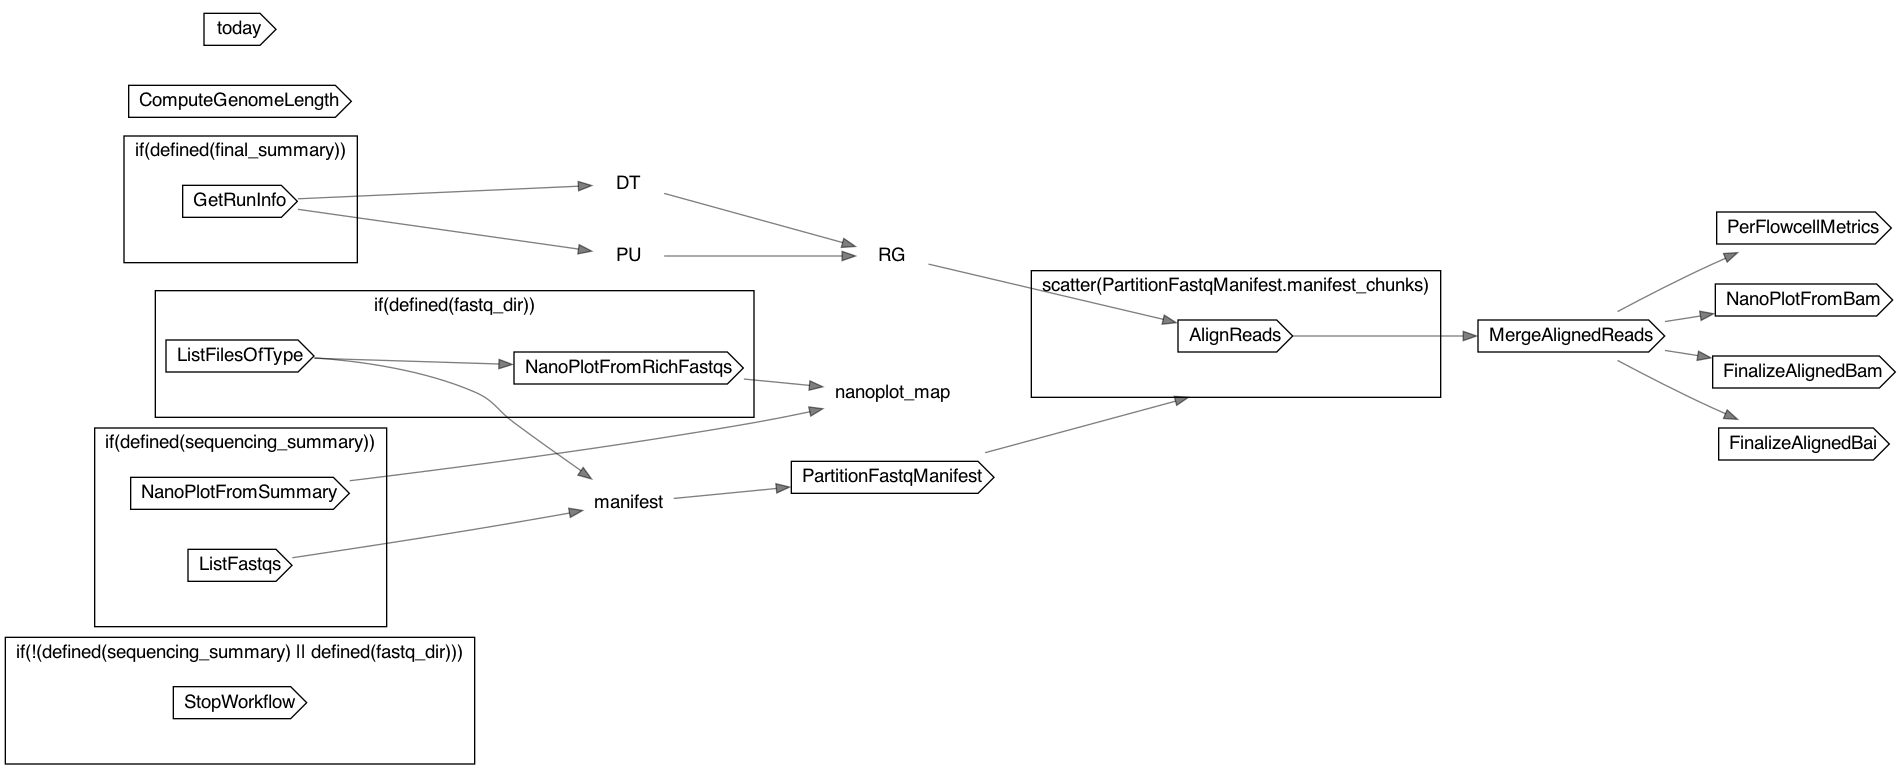 today
ComputeGenomeLength
if(defined(final_summary))
GetRunInfo
DT
PU
RG
if(defined(fastq_dir))
ListFilesOfType
NanoPlotFromRichFastqs
nanoplot_map
if(defined(sequencing_summary))
NanoPlotFromSummary
ListFastqs
manifest
PartitionFastqManifest
if(!(defined(sequencing_summary) || defined(fastq_dir)))
StopWorkflow
scatter(PartitionFastqManifest.manifest_chunks)
AlignReads
MergeAlignedReads
PerFlowcellMetrics
NanoPlotFromBam
FinalizeAlignedBam
FinalizeAlignedBai